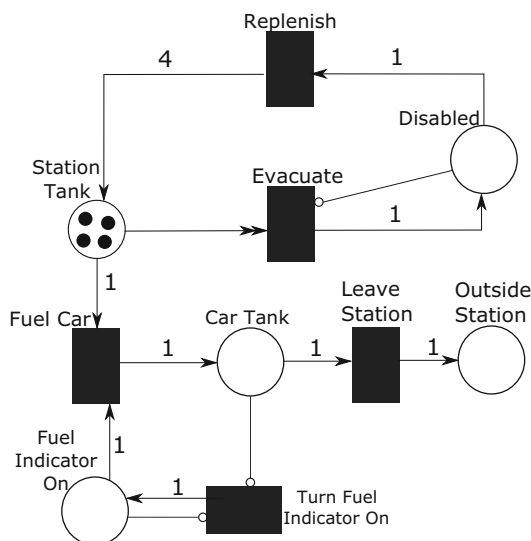 Replenish
4
1
Disabled
Station
Tank
Evacuate
1
1
Fuel Car
Car Tank
Leave
Station
Outside
Station
1
1
1
Fuel
Indicator
On
1
1
Turn Fuel
Indicator On